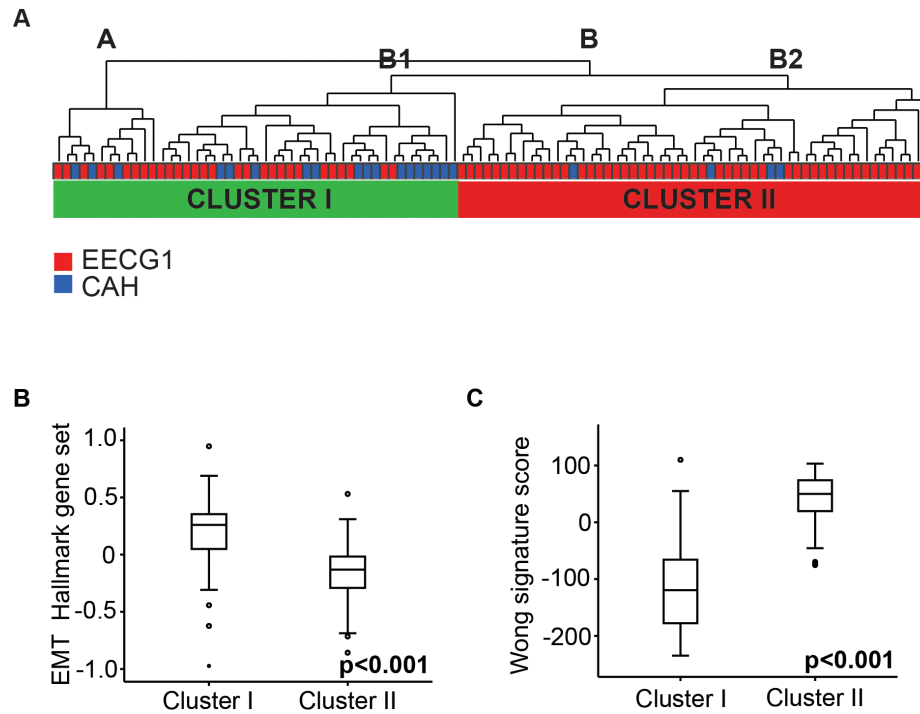 A
A B
B1 B2
CLUSTER I CLUSTER II
EECG1
CAH
B
EMT Hallmark gene set
1.0
0.5
0
-0.5
-1.0
p<0.001
Cluster I Cluster II
C
Wong signature score
100
0
-100
-200
p<0.001
Cluster I Cluster II